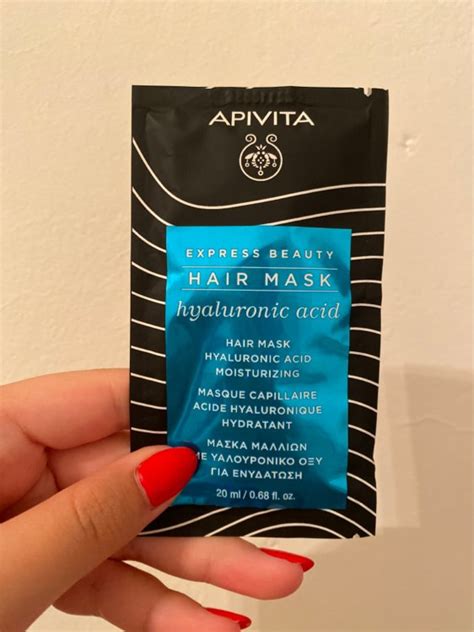 APIVITA
EXPRESS BEAUTY
HAIR MASK
hyaluronic acid
HAIR MASK
HYALURONIC ACID
MOISTURIZING
MASQUE CAPILLAIRE
ACIDE HYALURONIQUE
HYDRATANT
ΜΑΣΚΑ ΜΑΛΛΙΩΝ
ΜΕ ΥΑΛΟΥΡΟΝΙΚΟ ΟΞΥ
ΓΙΑ ΕΝΥΔΑΤΩΣΗ
20 ml / 0.68 fl. oz.